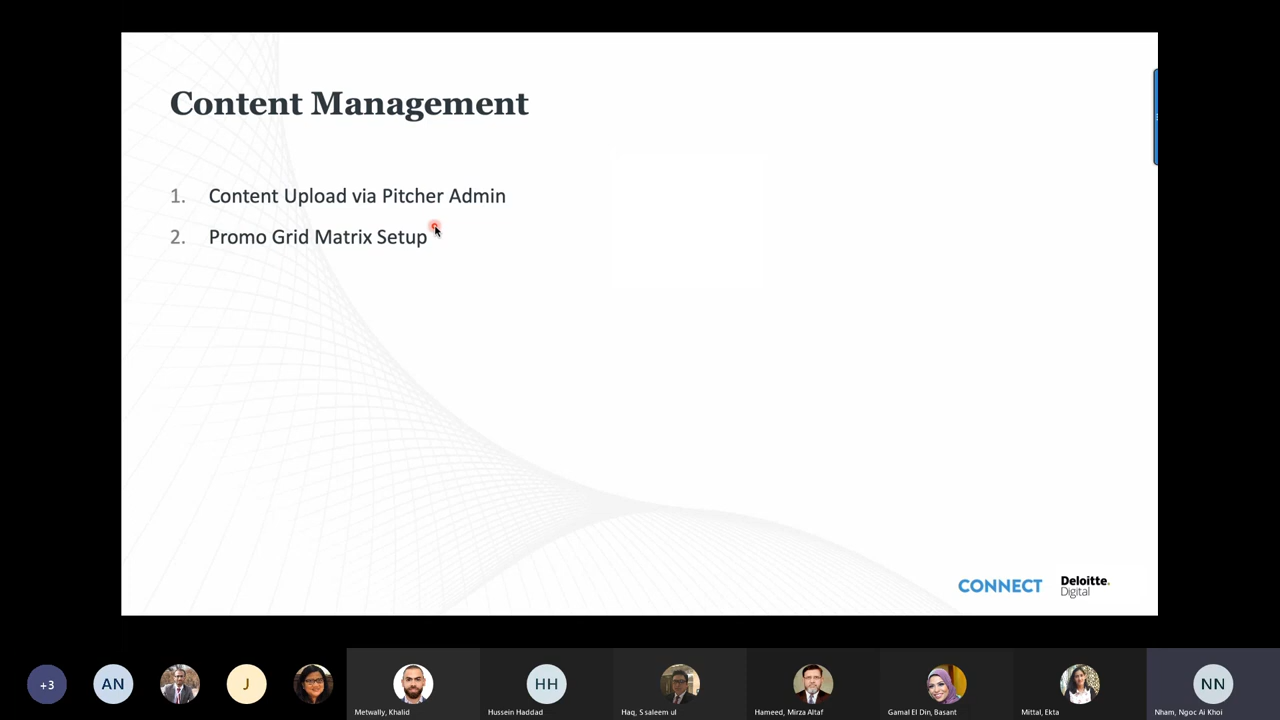 Content Management
1. Content Upload via Pitcher Admin
2. Promo Grid Matrix Setup
CONNECT
Deloitte.
Digital
+3
AN
J
HH
NN
Metwally, Khalid
Hussein Haddad
Haq, S saleem ul
Hameed, Mirza Altaf
Gamal El Din, Basant
Mittal, Ekta
Nham, Ngoc Ai Khoi